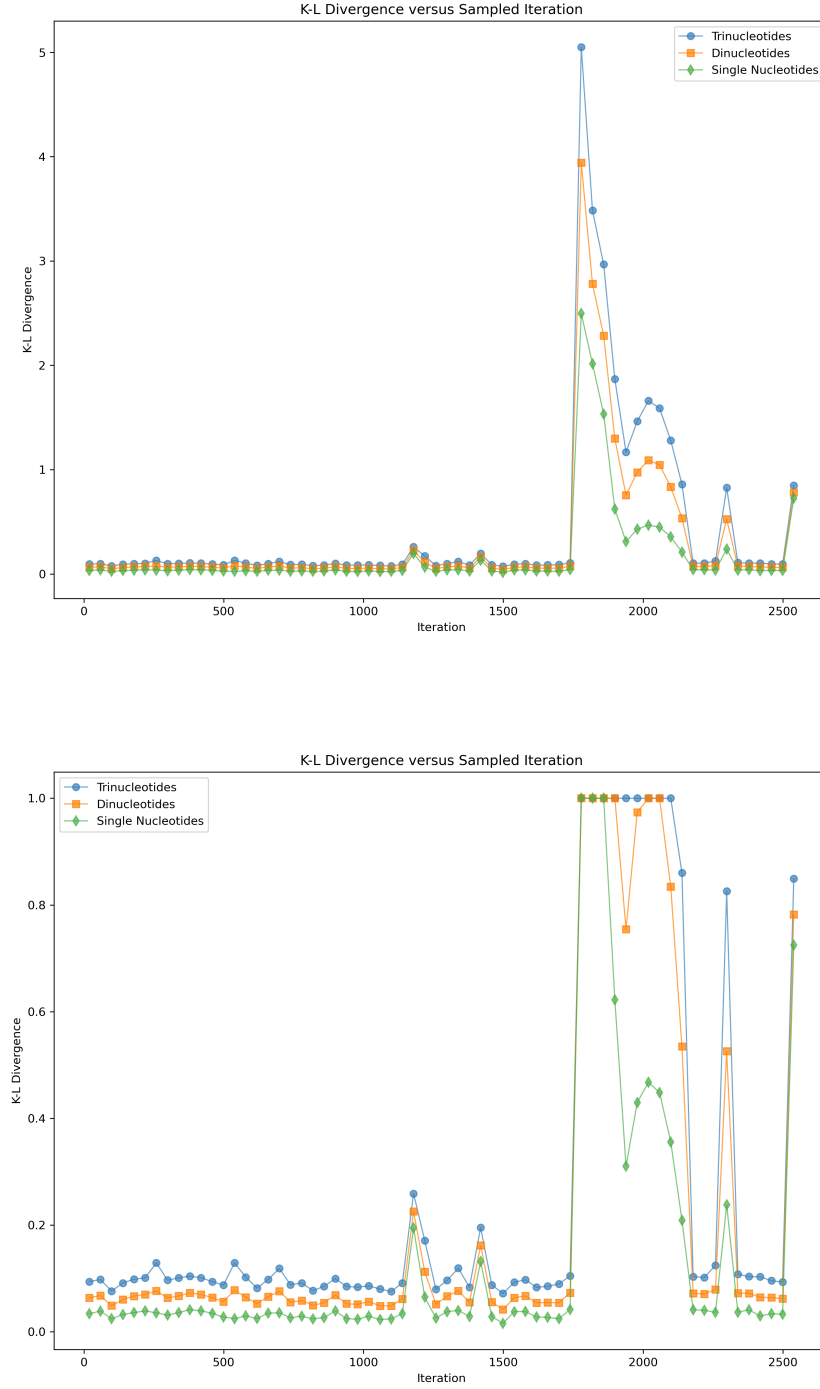 K-L Divergence versus Sampled Iteration
Trinucleotides
Dinucleotides
Single Nucleotides
5
4
3
2
1
0
K-L Divergence
0
500
1000
1500
2000
2500
Iteration
K-L Divergence versus Sampled Iteration
Trinucleotides
Dinucleotides
Single Nucleotides
1.0
0.8
0.6
0.4
0.2
0.0
K-L Divergence
0
500
1000
1500
2000
2500
Iteration